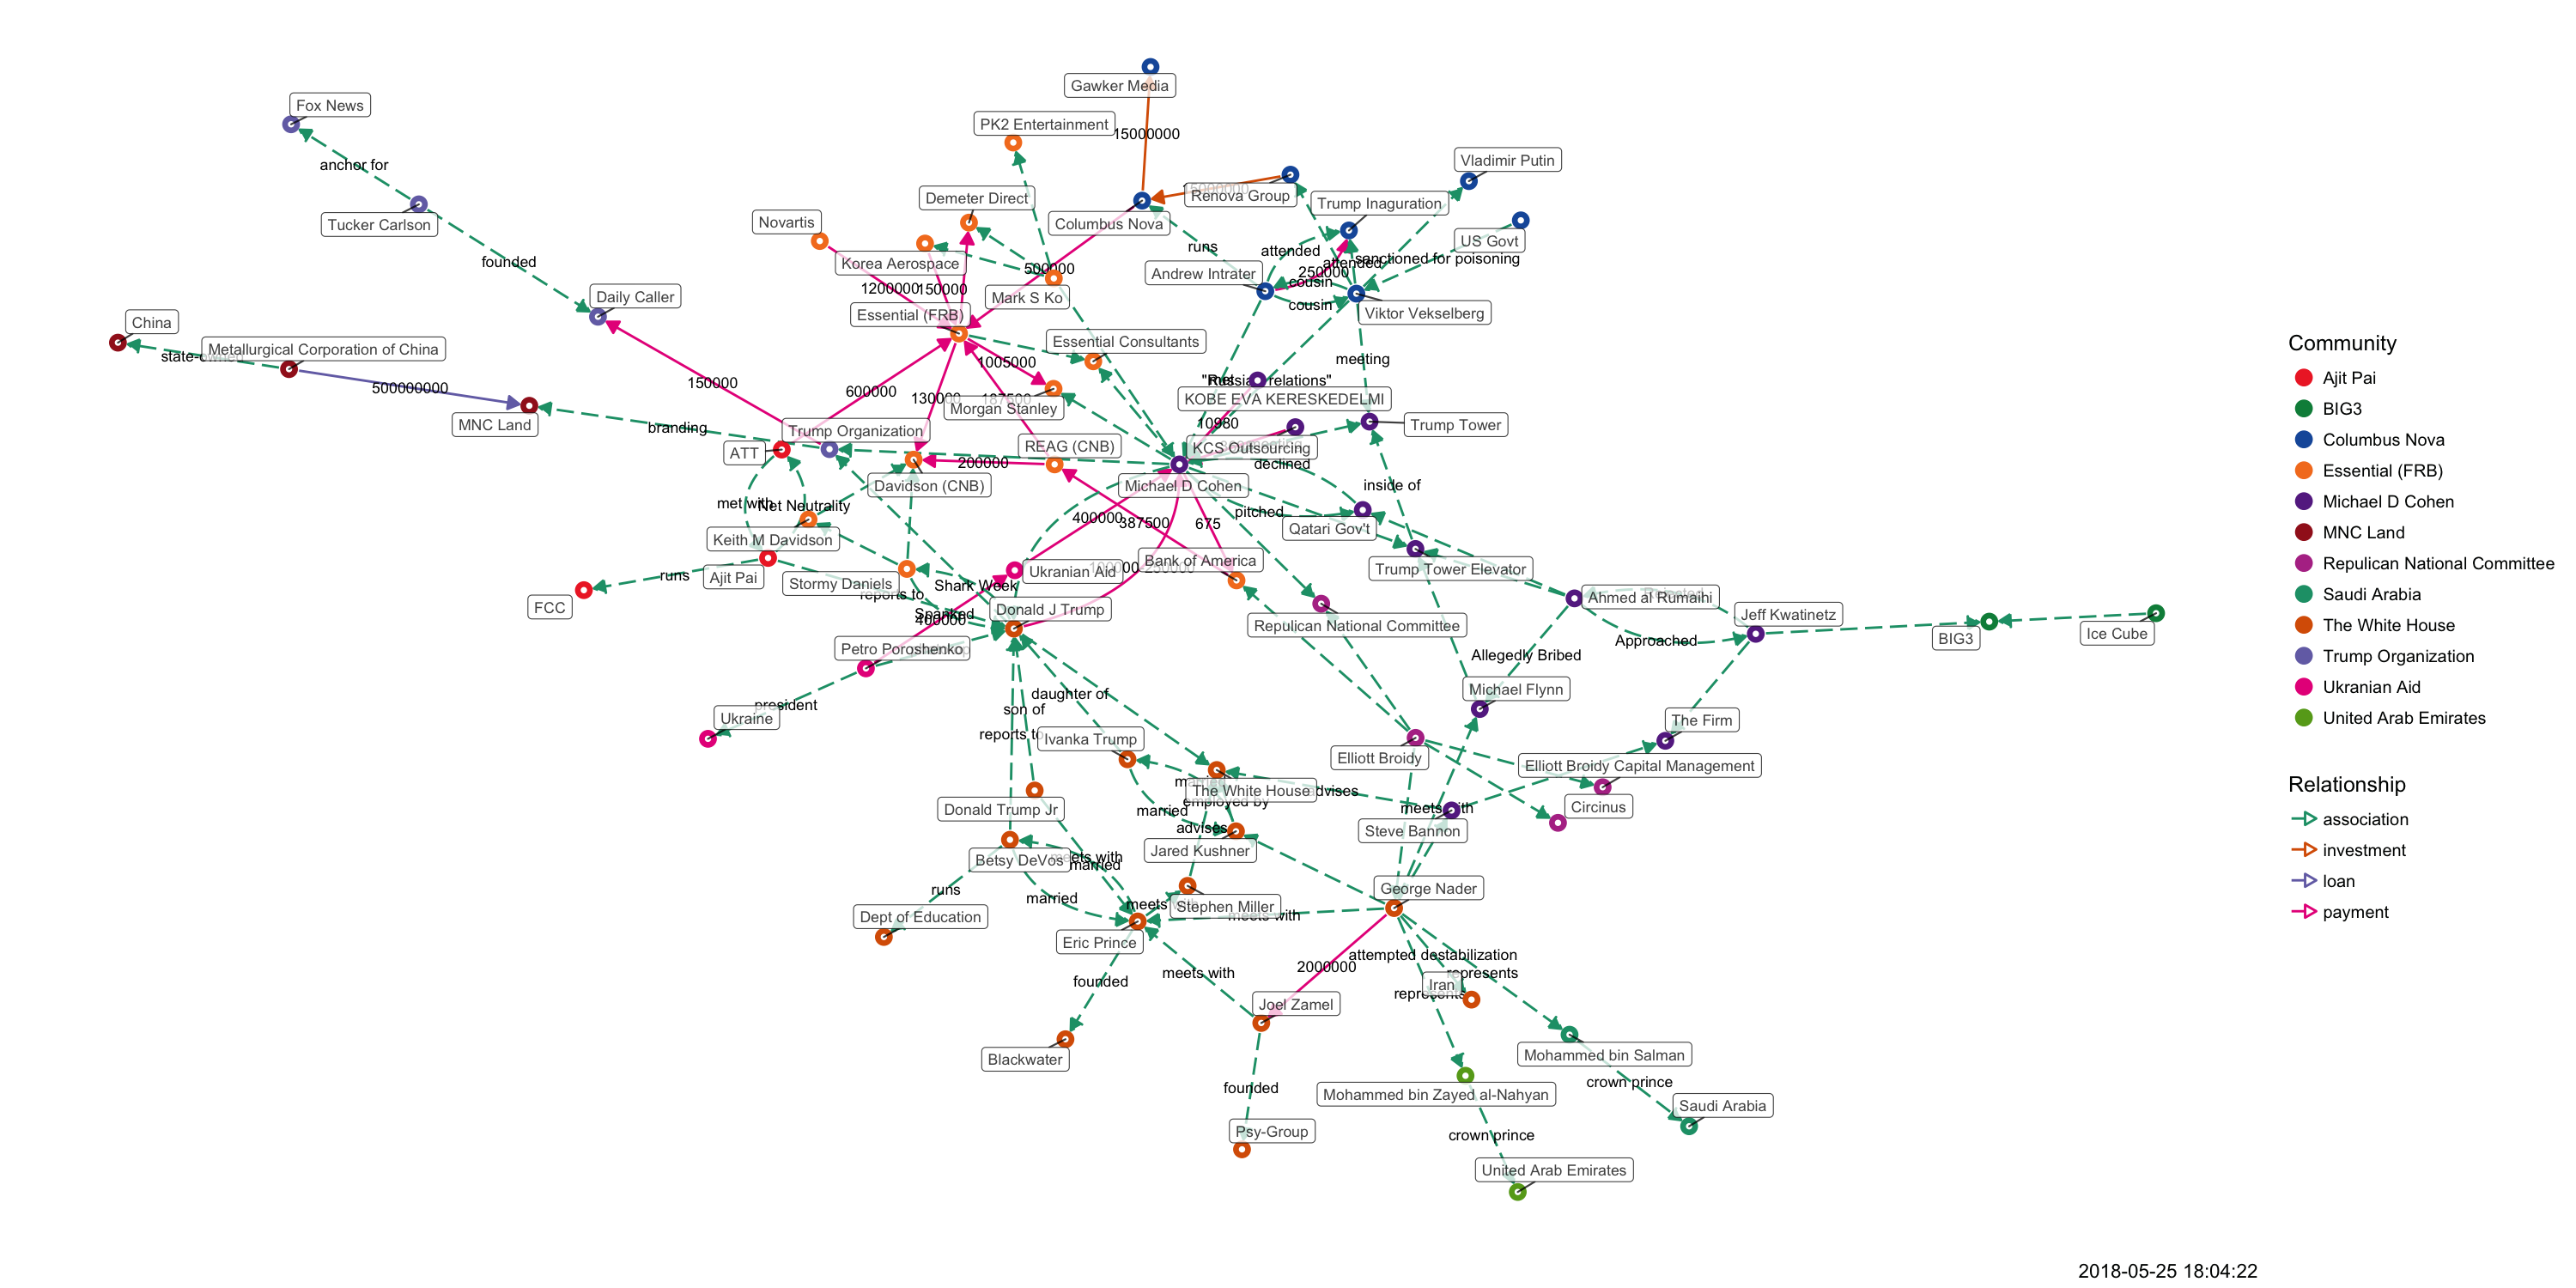 Gawker Media
Fox News
PK2 Entertainment
15000000
anchor for
Vladimir Putin
Renova Group
Demeter Direct
Trump Inaguration
Tucker Carlson
Novartis
Columbus Nova
US Govt
runs
attended
founded
Korea Aerospace
sanctioned for poisoning
attended
500000
Andrew Intrater
250000
cousin
1200000
150000
Mark S Ko
Daily Caller
cousin
Viktor Vekselberg
Essential (FRB)
China
Essential Consultants
Metallurgical Corporation of China
meeting
1005000
150000
500000000
600000
KOBE EVA KERESKEDELMI
Morgan Stanley
MNC Land
branding
Trump Organization
10980
Trump Tower
REAG (CNB)
KCS Outsourcing
ATT
200000
declined
Davidson (CNB)
Michael D Cohen
inside of
met with
Net Neutrality
400000
387500
675
pitched
Qatari Gov't
Keith M Davidson
Bank of America
Ukranian Aid
Trump Tower Elevator
runs
Ajit Pai
Stormy Daniels
Shark Week
reports to
Ahmed al Rumaihi
FCC
Donald J Trump
Spanked
400000
Jeff Kwatinetz
Repulican National Committee
BIG3
Ice Cube
Approached
Petro Poroshenko
Allegedly Bribed
daughter of
Michael Flynn
president
son of
Ukraine
The Firm
reports to
Ivanka Trump
Elliott Broidy
Elliott Broidy Capital Management
married
The White House
advises
employed by
Donald Trump Jr
married
meets with
Circinus
advises
Steve Bannon
Jared Kushner
Betsy DeVos
meets with
married
runs
George Nader
married
meets with
Stephen Miller
meets with
Dept of Education
Eric Prince
attempted destabilization
2000000
represents
meets with
founded
Iran
represents
Joel Zamel
Blackwater
Mohammed bin Salman
crown prince
founded
Mohammed bin Zayed al-Nahyan
Saudi Arabia
Psy-Group
crown prince
United Arab Emirates
Community
Ajit Pai
BIG3
Columbus Nova
Essential (FRB)
Michael D Cohen
MNC Land
Repulican National Committee
Saudi Arabia
The White House
Trump Organization
Ukranian Aid
United Arab Emirates
Relationship
association
investment
loan
payment
2018-05-25 18:04:22